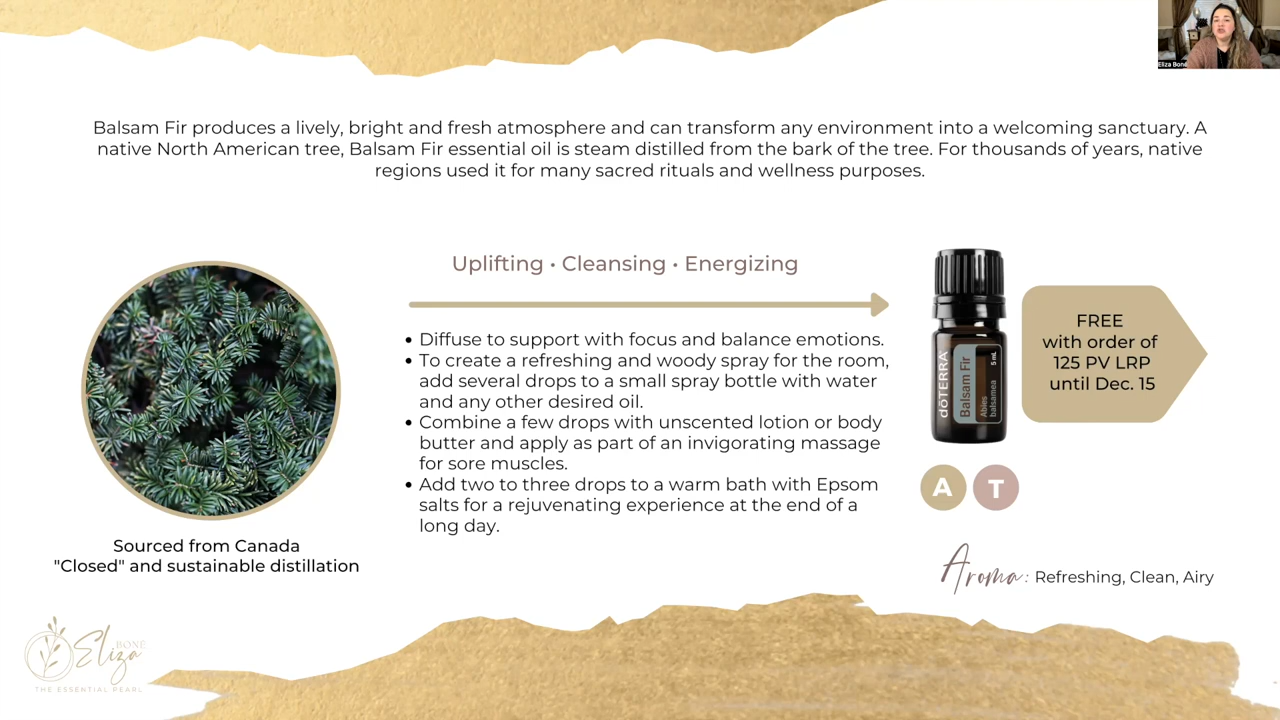 Eliza Boné
Balsam Fir produces a lively, bright and fresh atmosphere and can transform any environment into a welcoming sanctuary. A
native North American tree, Balsam Fir essential oil is steam distilled from the bark of the tree. For thousands of years, native
regions used it for many sacred rituals and wellness purposes.
Uplifting • Cleansing • Energizing
• Diffuse to support with focus and balance emotions.
• To create a refreshing and woody spray for the room,
add several drops to a small spray bottle with water
and any other desired oil.
• Combine a few drops with unscented lotion or body
butter and apply as part of an invigorating massage
for sore muscles.
• Add two to three drops to a warm bath with Epsom
salts for a rejuvenating experience at the end of a
long day.
Sourced from Canada
"Closed" and sustainable distillation
dōTERRA
Balsam Fir
Abies
balsamea
5 mL
FREE
with order of
125 PV LRP
until Dec. 15
A T
Aroma: Refreshing, Clean, Airy
Eliza BONÉ
THE ESSENTIAL PEARL